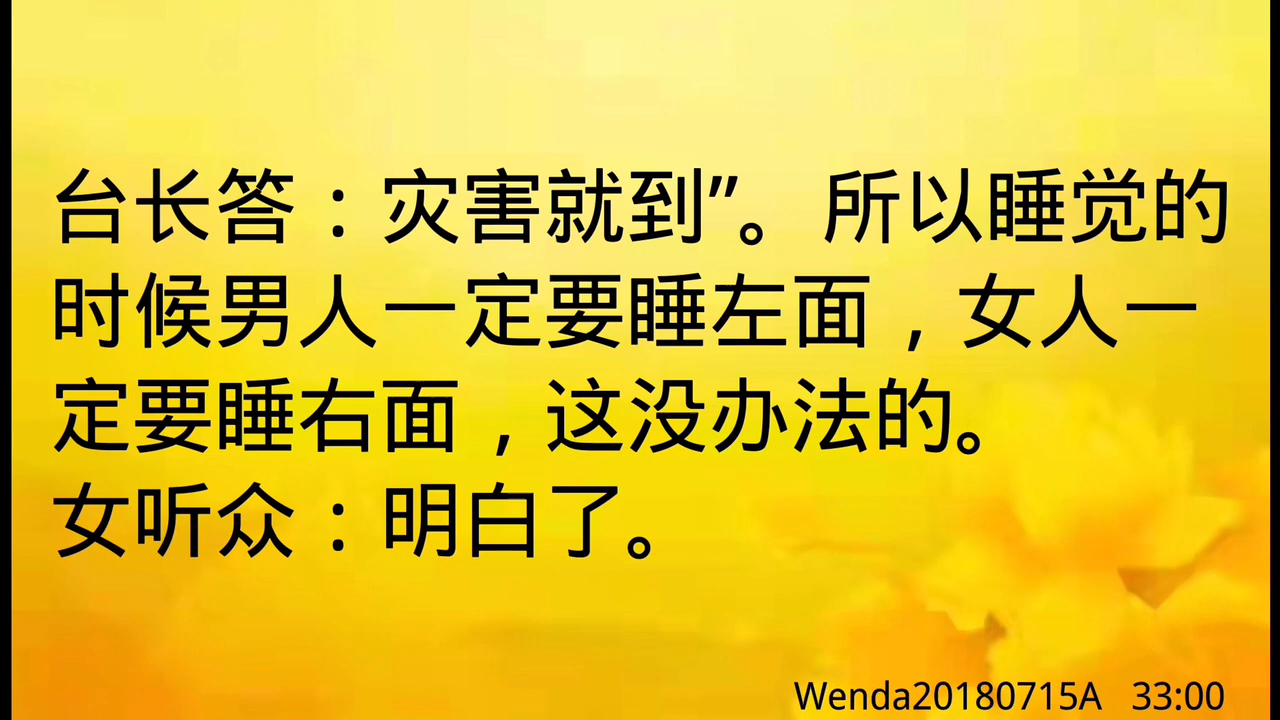 台长答：灾害就到”。所以睡觉的
时候男人一定要睡左面，女人一
定要睡右面，这没办法的。
女听众：明白了。
Wenda20180715A 33:00